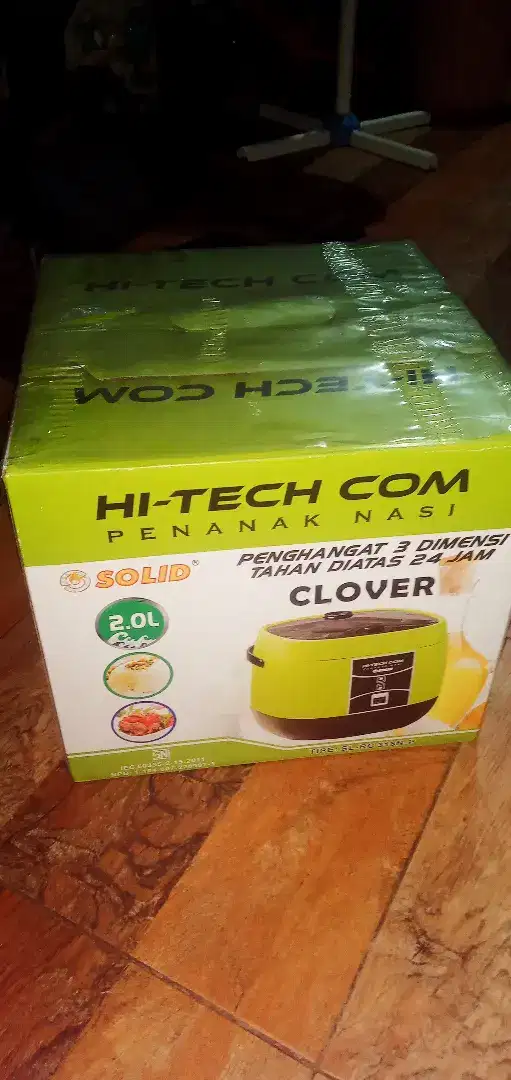 HI-TECH COM
HI-TECH COM
HI-TECH COM
PENANAK NASI
SOLID®
PENGHANGAT 3 DIMENSI
TAHAN DIATAS 24 JAM
CLOVER
2.0L
HI-TECH COM